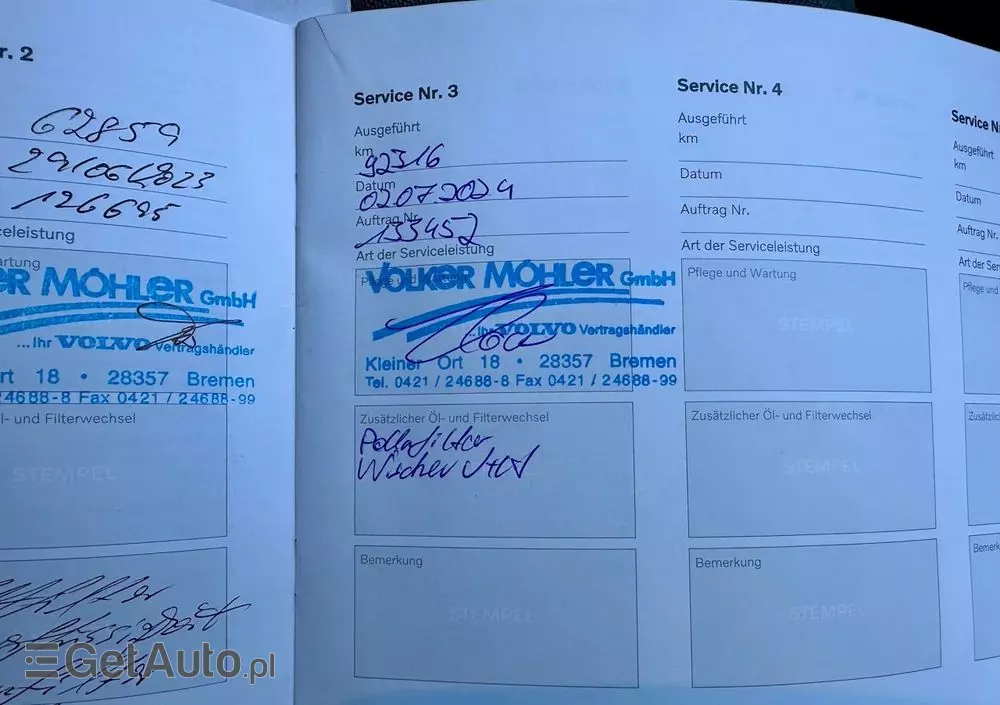 r. 2
62859
29/06/2023
126695
celeistung
artung
ER MÖHLER GmbH
...Ihr VOLVO Vertragshändler
rt 18 • 28357 Bremen
24688-8 Fax 0421 / 24688-99
l- und Filterwechsel
STEMPEL
Service Nr. 3
Ausgeführt
km 92316
Datum 02.07.2024
Auftrag Nr. 133452
Art der Serviceleistung
Pflege und
VOLKER MÖHLER GmbH
...Ihr VOLVO Vertragshändler
Kleiner Ort 18 • 28357 Bremen
Tel. 0421 / 24688-8 Fax 0421 / 24688-99
Zusätzlicher Öl- und Filterwechsel
Pollenfilter
Wischer
Bemerkung
STEMPEL
Service Nr. 4
Ausgeführt
km
Datum
Auftrag Nr.
Art der Serviceleistung
Pflege und Wartung
STEMPEL
Zusätzlicher Öl- und Filterwechsel
STEMPEL
Bemerkung
STEMPEL
Service N
Ausgeführt
km
Datum
Auftrag Nr.
Art der Ser
Pflege und
Zusätzlic
Bemerk
GetAuto.pl